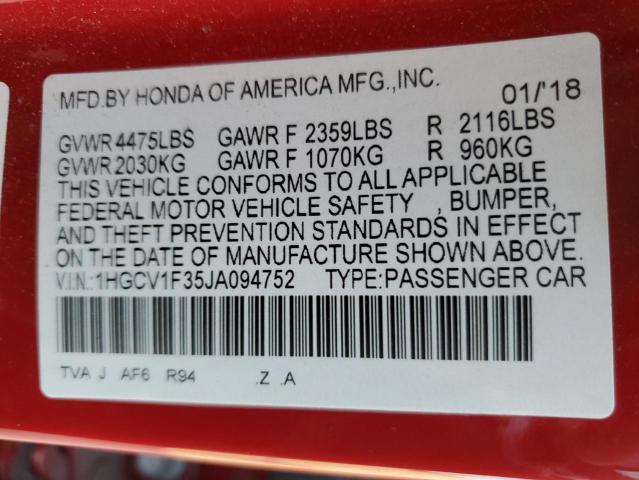 MFD.BY HONDA OF AMERICA MFG.,INC. 01/'18
GVWR 4475LBS GAWR F 2359LBS R 2116LBS
GVWR 2030KG GAWR F 1070KG R 960KG
THIS VEHICLE CONFORMS TO ALL APPLICABLE
FEDERAL MOTOR VEHICLE SAFETY , BUMPER,
AND THEFT PREVENTION STANDARDS IN EFFECT
ON THE DATE OF MANUFACTURE SHOWN ABOVE.
V.I.N.:1HGCV1F35JA094752 TYPE:PASSENGER CAR
TVA J AF6 R94 .Z .A